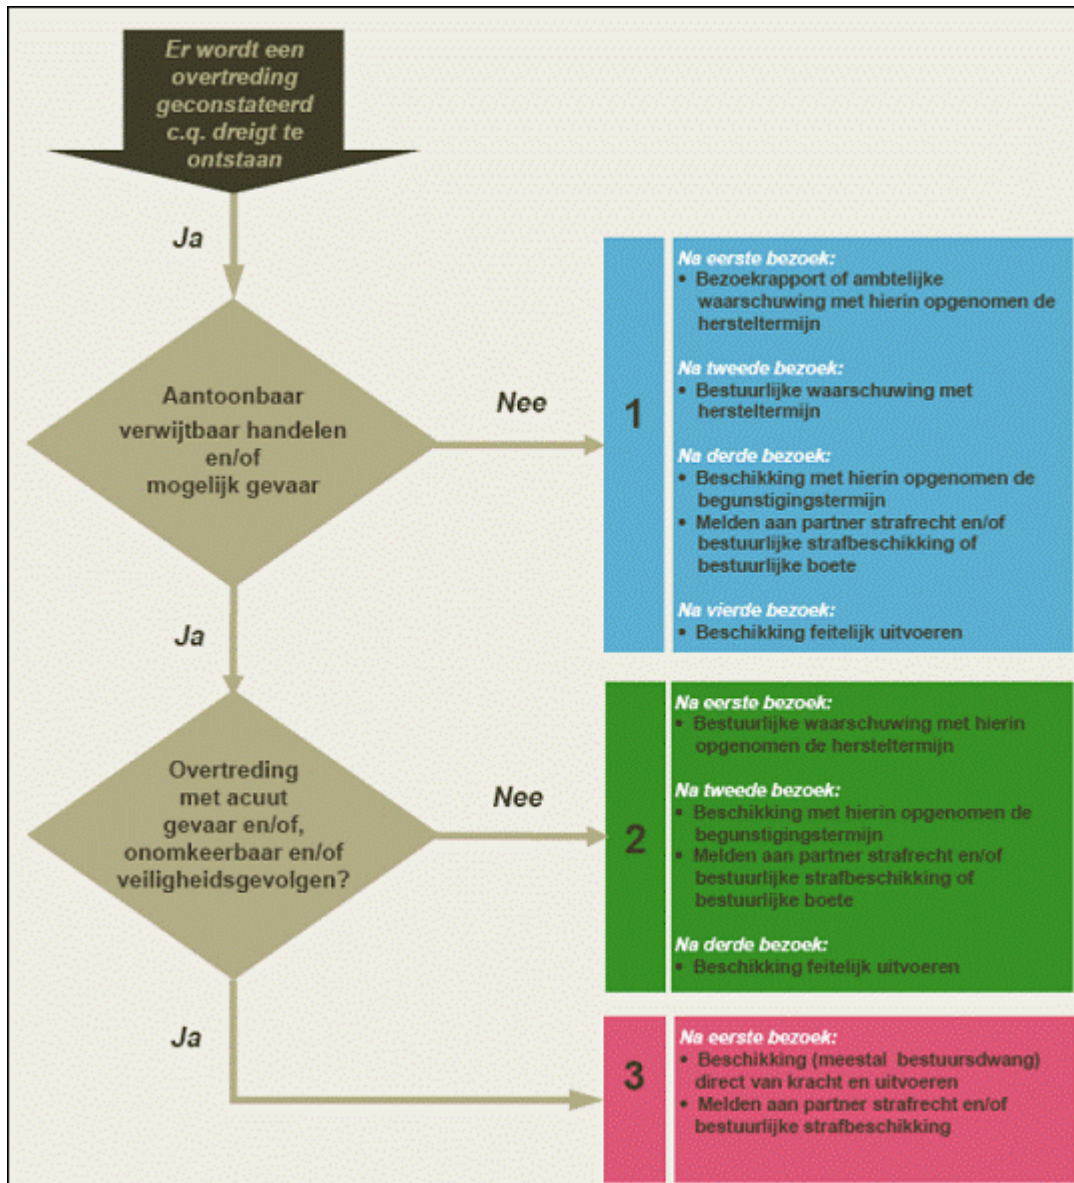 Er wordt een
overtreding
geconstateerd
c.q. dreigt te
ontstaan
Ja
Aantoonbaar
verwijtbaar handelen
en/of
mogelijk gevaar
Nee
1
Na eerste bezoek:
• Bezoekrapport of ambtelijke
waarschuwing met hierin opgenomen de
hersteltermijn
Na tweede bezoek:
• Bestuurlijke waarschuwing met
hersteltermijn
Na derde bezoek:
• Beschikking met hierin opgenomen de
begunstigingstermijn
• Melden aan partner strafrecht en/of
bestuurlijke strafbeschikking of
bestuurlijke boete
Na vierde bezoek:
• Beschikking feitelijk uitvoeren
Ja
Overtreding
met acuut
gevaar en/of,
onomkeerbaar en/of
veiligheidsgevolgen?
Nee
2
Na eerste bezoek:
• Bestuurlijke waarschuwing met hierin
opgenomen de hersteltermijn
Na tweede bezoek:
• Beschikking met hierin opgenomen de
begunstigingstermijn
• Melden aan partner strafrecht en/of
bestuurlijke strafbeschikking of
bestuurlijke boete
Na derde bezoek:
• Beschikking feitelijk uitvoeren
Ja
3
Na eerste bezoek:
• Beschikking (meestal bestuursdwang)
direct van kracht en uitvoeren
• Melden aan partner strafrecht en/of
bestuurlijke strafbeschikking